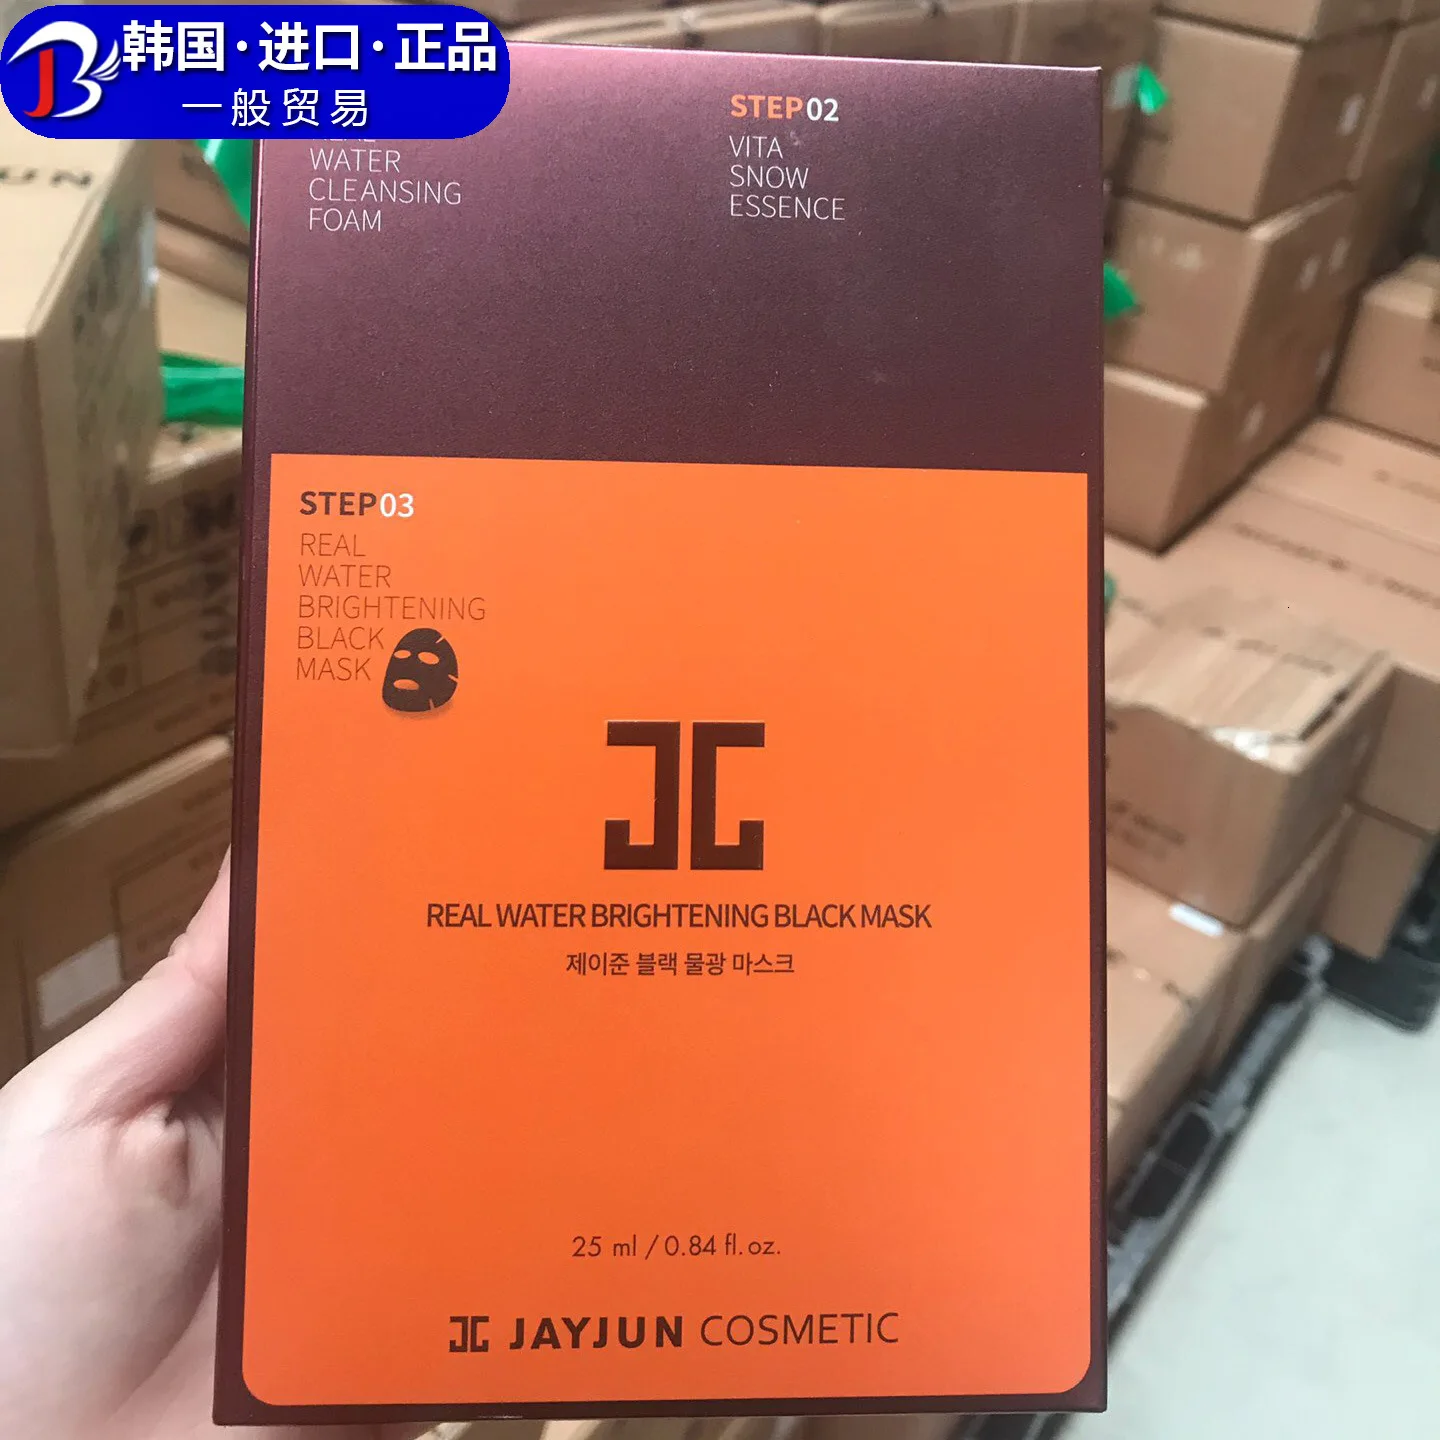 韩国·进口·正品
一般贸易
WATER
CLEANSING
FOAM
STEP02
VITA
SNOW
ESSENCE
STEP03
REAL
WATER
BRIGHTENING
BLACK
MASK
REAL WATER BRIGHTENING BLACK MASK
제이준 블랙 물광 마스크
25 ml / 0.84 fl. oz.
JAYJUN COSMETIC